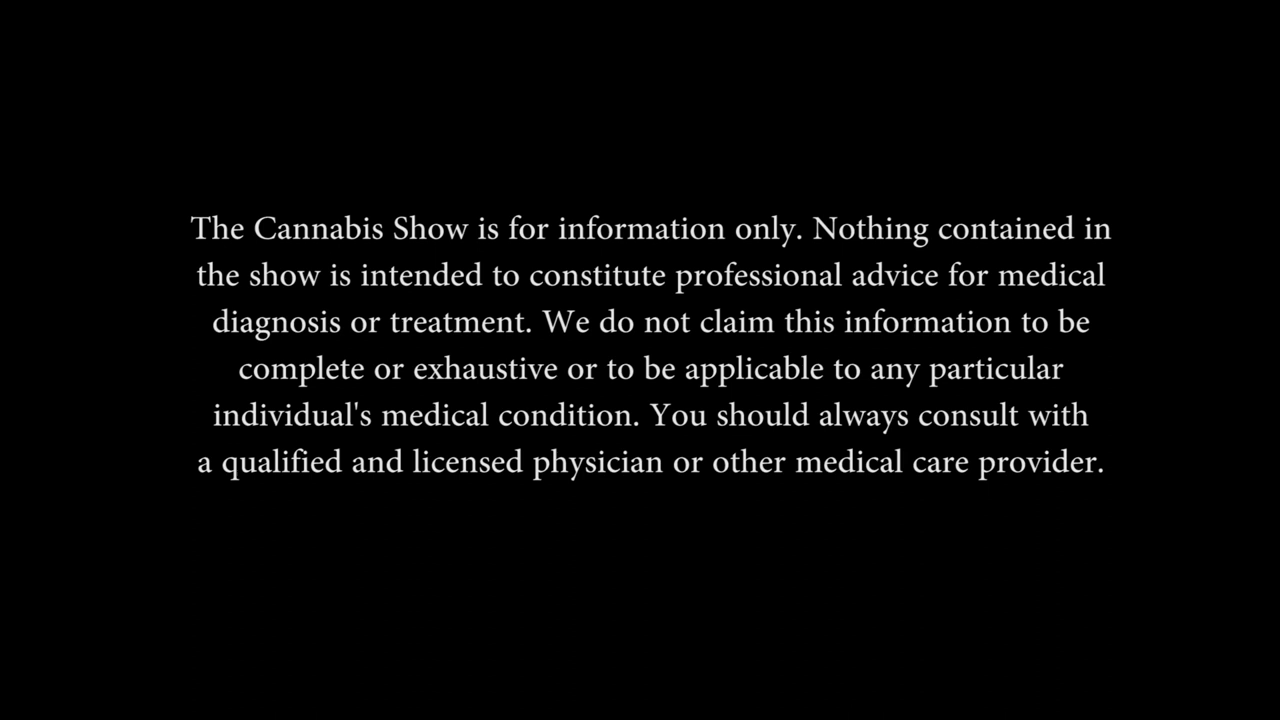 The Cannabis Show is for information only. Nothing contained in
the show is intended to constitute professional advice for medical
diagnosis or treatment. We do not claim this information to be
complete or exhaustive or to be applicable to any particular
individual's medical condition. You should always consult with
a qualified and licensed physician or other medical care provider.